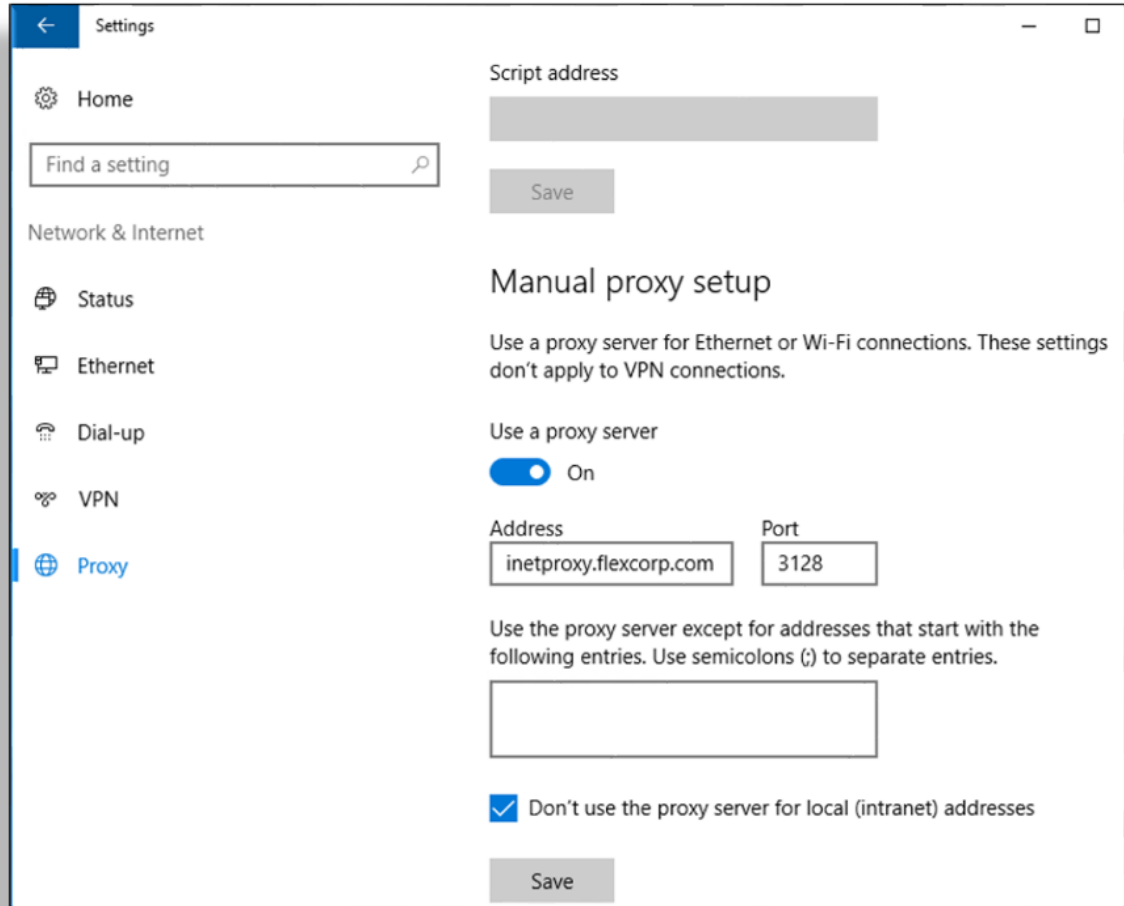 Settings
Home
Find a setting
Network & Internet
Status
Ethernet
Dial-up
VPN
Proxy
Script address
Save
Manual proxy setup
Use a proxy server for Ethernet or Wi-Fi connections. These settings
don't apply to VPN connections.
Use a proxy server
On
Address Port
inetproxy.flexcorp.com 3128
Use the proxy server except for addresses that start with the
following entries. Use semicolons (;) to separate entries.
Don't use the proxy server for local (intranet) addresses
Save